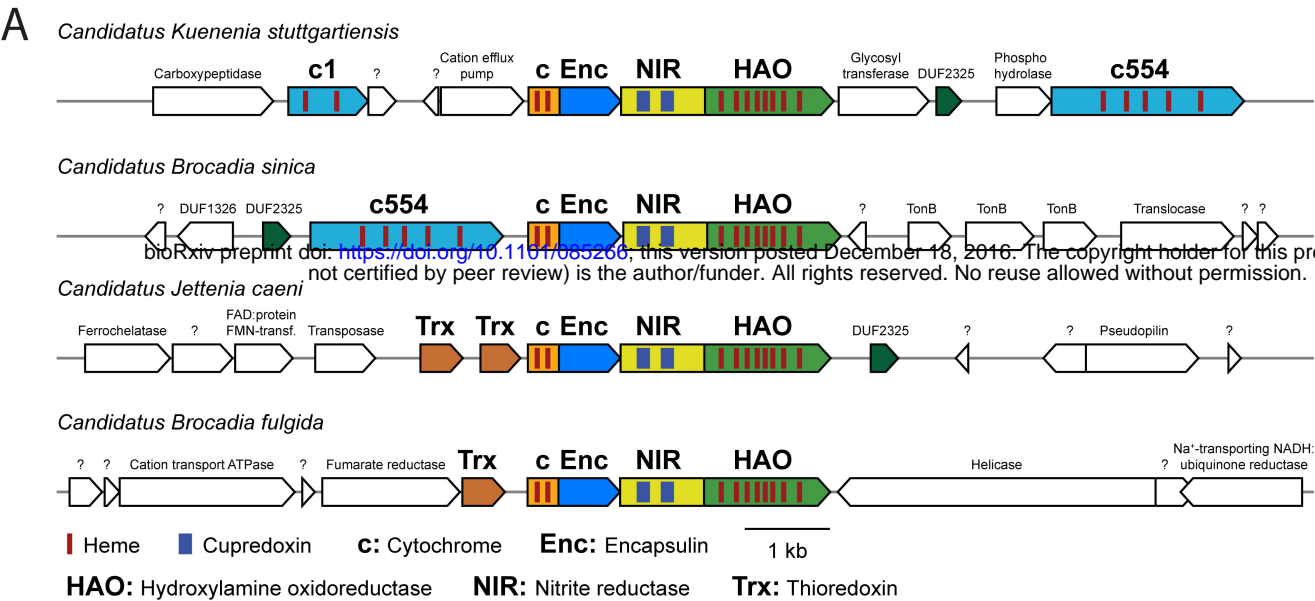 A
Candidatus Kuenenia stuttgartiensis
Carboxypeptidase c1 ? ? Cation efflux pump c Enc NIR HAO Glycosyl transferase DUF2325 Phospho hydrolase c554
Candidatus Brocadia sinica
? DUF1326 DUF2325 c554 c Enc NIR HAO ? TonB TonB TonB Translocase ? ?
bioRxiv preprint doi: https://doi.org/10.1101/085266; this version posted December 18, 2016. The copyright holder for this pre
not certified by peer review) is the author/funder. All rights reserved. No reuse allowed without permission.
Candidatus Jettenia caeni
Ferrochelatase ? FAD:protein FMN-transf. Transposase Trx Trx c Enc NIR HAO DUF2325 ? ? Pseudopilin ?
Candidatus Brocadia fulgida
? ? Cation transport ATPase ? Fumarate reductase Trx c Enc NIR HAO Helicase ? Na⁺-transporting NADH: ubiquinone reductase
Heme Cupredoxin c: Cytochrome Enc: Encapsulin 1 kb
HAO: Hydroxylamine oxidoreductase NIR: Nitrite reductase Trx: Thioredoxin